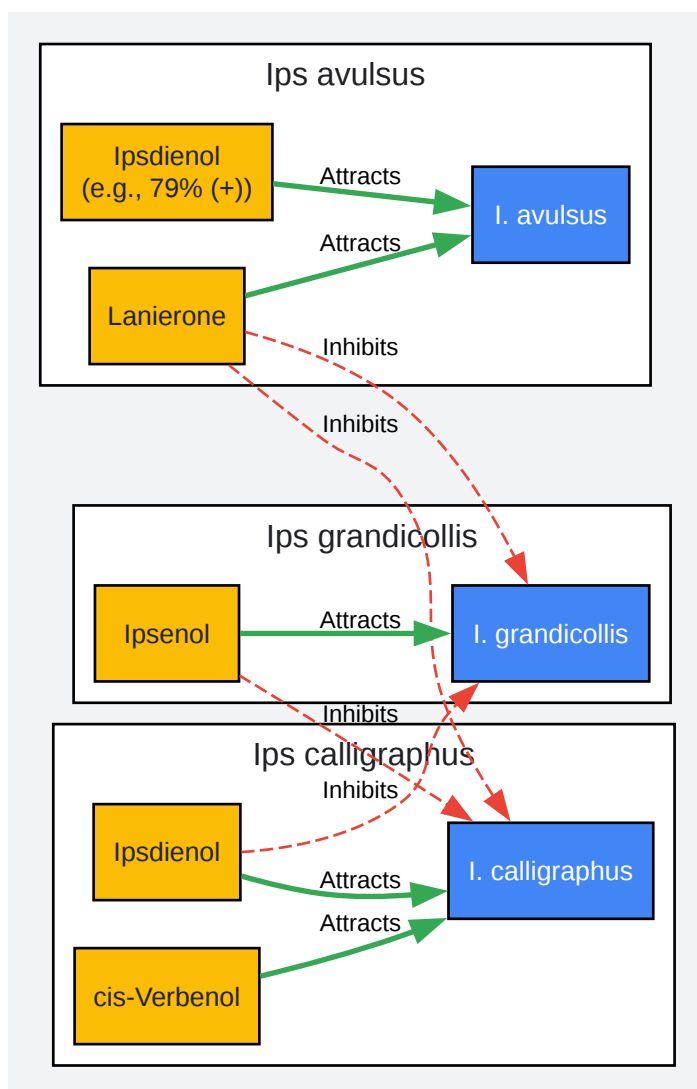 Ips avulsus
Ipsdienol
(e.g., 79% (+))
Attracts
I. avulsus
Attracts
Lanierone
Inhibits
Inhibits
Ips grandicollis
Ipsenol
Attracts
I. grandicollis
Inhibits
Ips calligraphus
Inhibits
Ipsdienol
I. calligraphus
Attracts
Attracts
cis-Verbenol